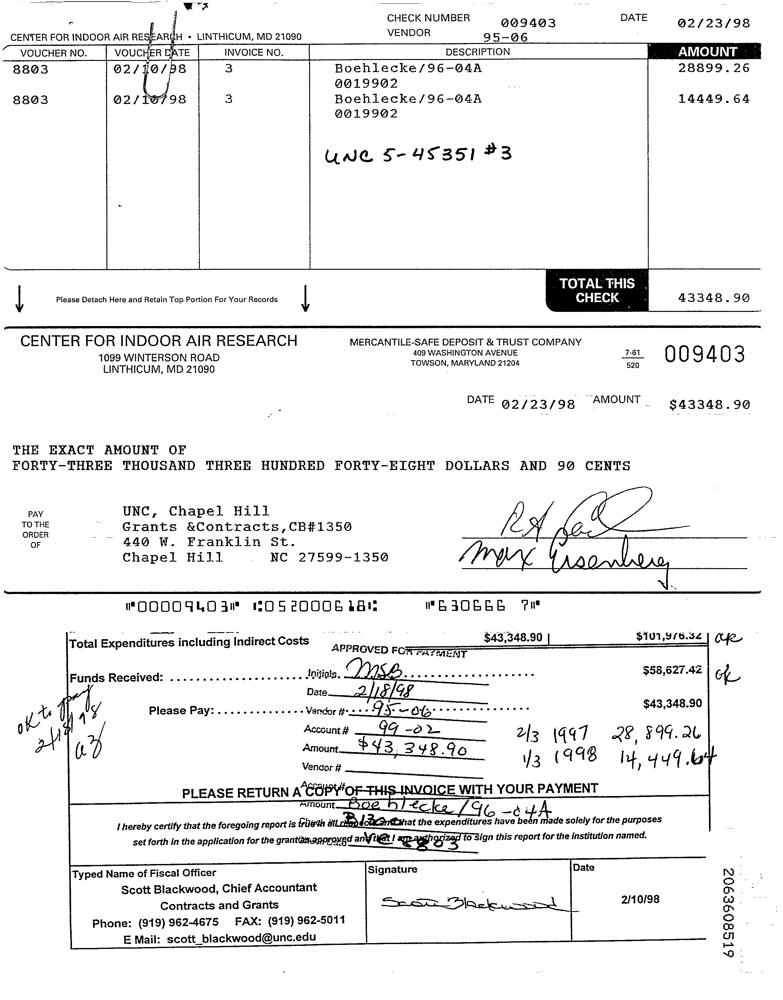 CHECK NUMBER 009403 DATE 02/23/98
CENTER FOR INDOOR AIR RESEARCH • LINTHICUM, MD 21090 VENDOR 95-06
VOUCHER NO. VOUCHER DATE INVOICE NO. DESCRIPTION AMOUNT
8803 02/10/98 3 Boehlecke/96-04A 28899.26
0019902
8803 02/10/98 3 Boehlecke/96-04A 14449.64
0019902
UNC 5-45351 #3
TOTAL THIS
CHECK 43348.90
Please Detach Here and Retain Top Portion For Your Records
CENTER FOR INDOOR AIR RESEARCH
1099 WINTERSON ROAD
LINTHICUM, MD 21090
MERCANTILE-SAFE DEPOSIT & TRUST COMPANY
409 WASHINGTON AVENUE
TOWSON, MARYLAND 21204
7-61
520
009403
DATE 02/23/98 AMOUNT $43348.90
THE EXACT AMOUNT OF
FORTY-THREE THOUSAND THREE HUNDRED FORTY-EIGHT DOLLARS AND 90 CENTS
PAY
TO THE
ORDER
OF
UNC, Chapel Hill
Grants &Contracts,CB#1350
440 W. Franklin St.
Chapel Hill NC 27599-1350
Max Eisenberg
⑈00009403⑈ ⑆052000618⑆ ⑈630666 7⑈
Total Expenditures including Indirect Costs $43,348.90 $101,976.32 ok
APPROVED FOR PAYMENT
Funds Received: Initials MSB $58,627.42 ok
Date 2/18/98
Please Pay: Vendor # 95-06 $43,348.90
ok to pay
2/18/98
Account # 99-02 2/3 1997 28,899.26
Amount $43,348.90 1/3 1998 14,449.64
Vendor #
Account #
PLEASE RETURN A COPY OF THIS INVOICE WITH YOUR PAYMENT
Amount Boehlecke/96-04A
I hereby certify that the foregoing report is true in all and that the expenditures have been made solely for the purposes
set forth in the application for the grant as approved and that I am authorized to sign this report for the institution named.
VC 8803
Typed Name of Fiscal Officer Signature Date
Scott Blackwood, Chief Accountant
Contracts and Grants
Phone: (919) 962-4675 FAX: (919) 962-5011
E Mail: scott_blackwood@unc.edu
Scott Blackwood
2/10/98
2063608519